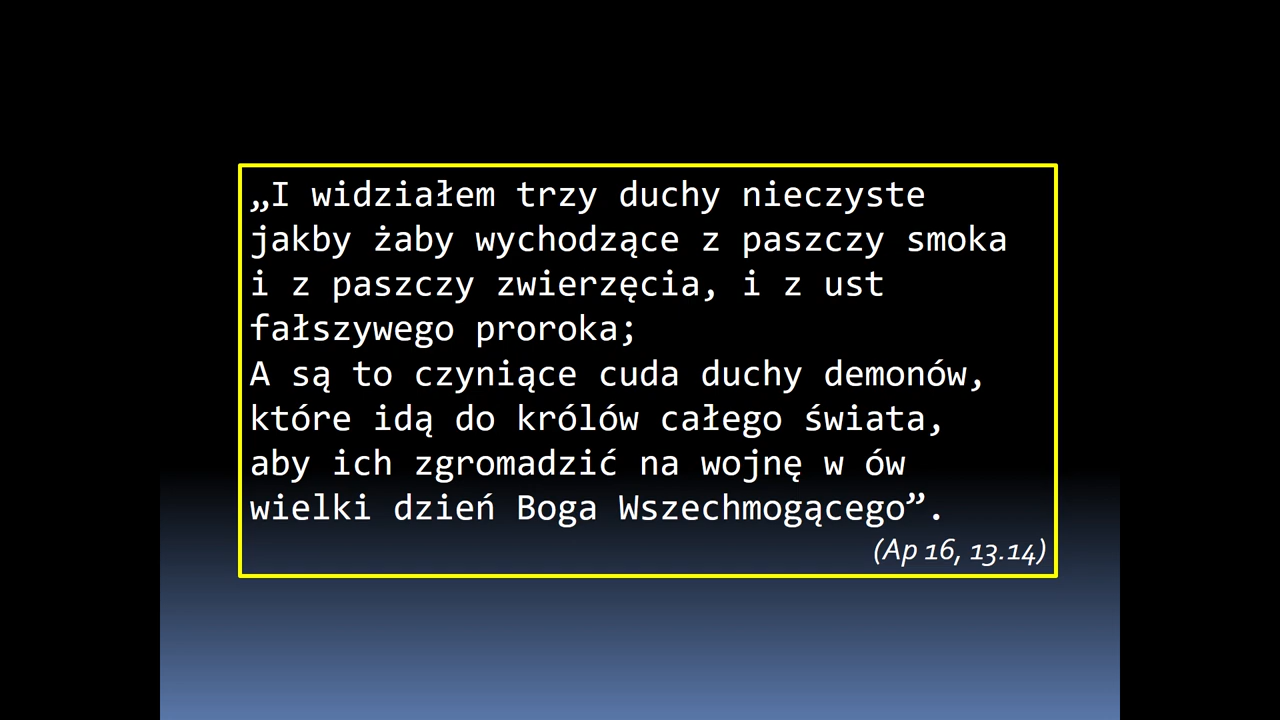 „I widziałem trzy duchy nieczyste
jakby żaby wychodzące z paszczy smoka
i z paszczy zwierzęcia, i z ust
fałszywego proroka;
A są to czyniące cuda duchy demonów,
które idą do królów całego świata,
aby ich zgromadzić na wojnę w ów
wielki dzień Boga Wszechmogącego”.
(Ap 16, 13.14)